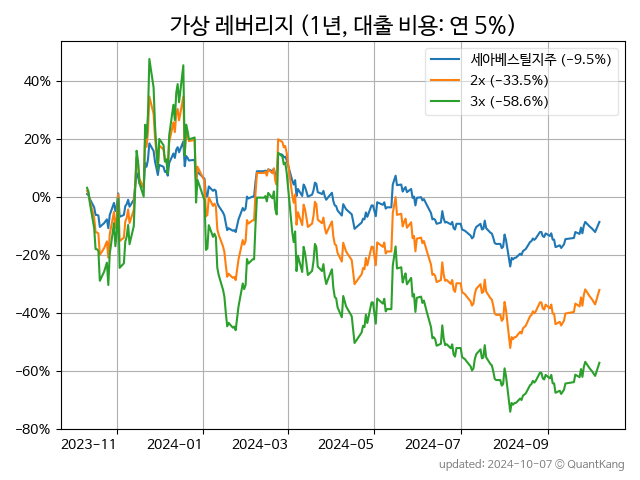 가상 레버리지 (1년, 대출 비용: 연 5%)
세아베스틸지주 (-9.5%)
2x (-33.5%)
3x (-58.6%)
40%
20%
0%
-20%
-40%
-60%
-80%
2023-11 2024-01 2024-03 2024-05 2024-07 2024-09
updated: 2024-10-07 © QuantKang